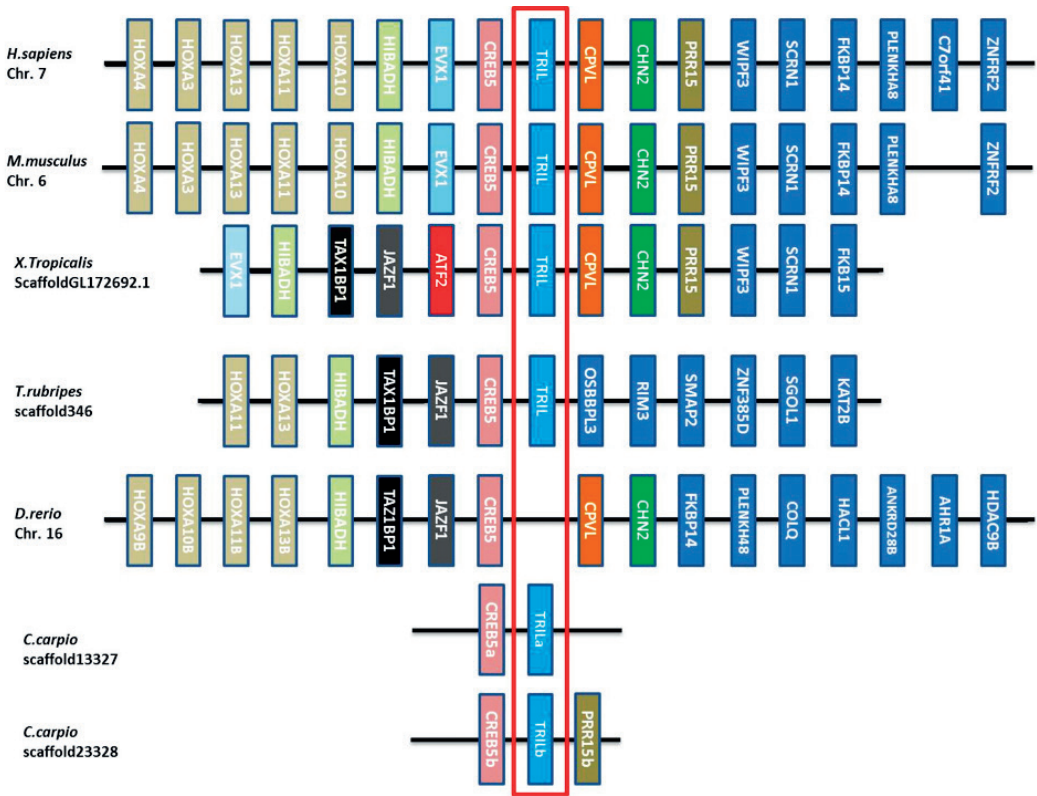 H.sapiens
Chr. 7
HOXA4
HOXA3
HOXA13
HOXA11
HOXA10
HIBADH
EVX1
CREB5
TRIL
CPVL
CHN2
PRR15
WIPF3
SCRN1
FKBP14
PLENKHA8
C7orf41
ZNFRF2
M.musculus
Chr. 6
HOXA4
HOXA3
HOXA13
HOXA11
HOXA10
HIBADH
EVX1
CREB5
TRIL
CPVL
CHN2
PRR15
WIPF3
SCRN1
FKBP14
PLENKHA8
ZNFRF2
X.Tropicalis
ScaffoldGL172692.1
EVX1
HIBADH
TAX1BP1
JAZF1
ATF2
CREB5
TRIL
CPVL
CHN2
PRR15
WIPF3
SCRN1
FKB15
T.rubripes
scaffold346
HOXA11
HOXA13
HIBADH
TAX1BP1
JAZF1
CREB5
TRIL
OSBBPL3
RIM3
SMAP2
ZNF385D
SGOL1
KAT2B
D.rerio
Chr. 16
HOXA9B
HOXA10B
HOXA11B
HOXA13B
HIBADH
TAZ1BP1
JAZF1
CREB5
CPVL
CHN2
FKBP14
PLENKH48
COLQ
HACL1
ANKRD28B
AHR1A
HDAC9B
C.carpio
scaffold13327
CREB5a
TRILa
C.carpio
scaffold23328
CREB5b
TRILb
PRR15b